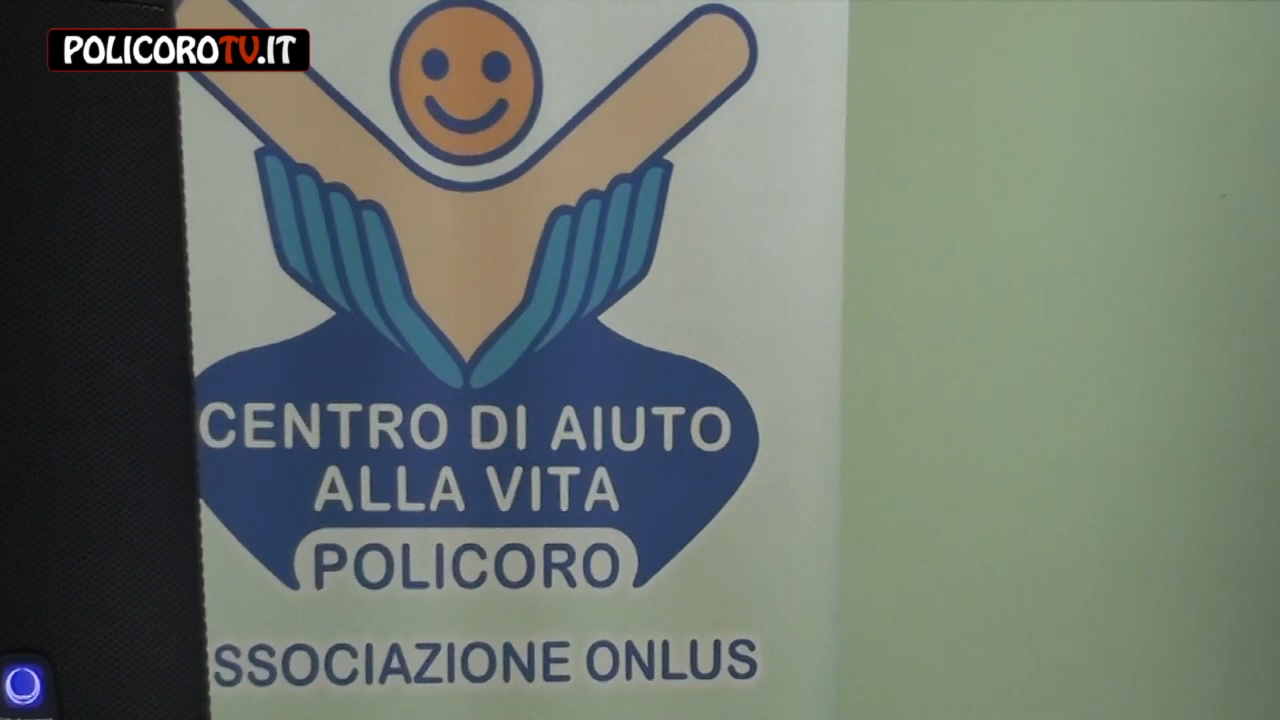 POLICOROTV.IT
CENTRO DI AIUTO
ALLA VITA
POLICORO
SSOCIAZIONE ONLUS